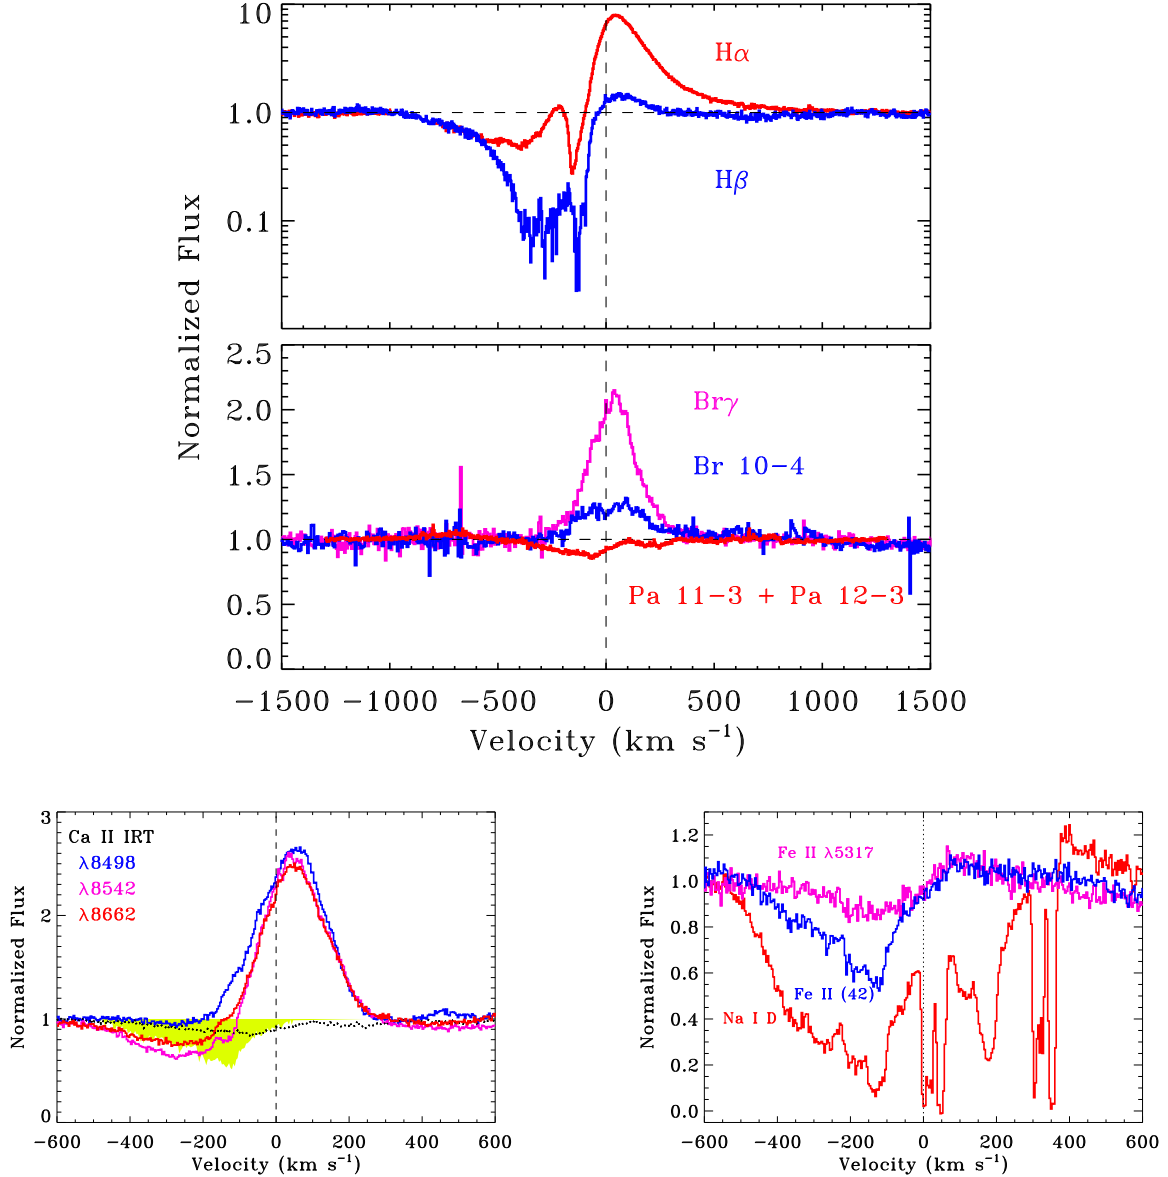 10
Hα
1.0
Hβ
0.1
Normalized Flux
2.5
Brγ
2.0
Br 10−4
1.5
1.0
Pa 11−3 + Pa 12−3
0.5
0.0
−1500 −1000 −500 0 500 1000 1500
Velocity (km s−1)
3
Ca II IRT
λ8498
λ8542
λ8662
2
1
0
Normalized Flux
−600 −400 −200 0 200 400 600
Velocity (km s−1)
1.2
Fe II λ5317
1.0
0.8
0.6
Fe II (42)
Na I D
0.4
0.2
0.0
Normalized Flux
−600 −400 −200 0 200 400 600
Velocity (km s−1)